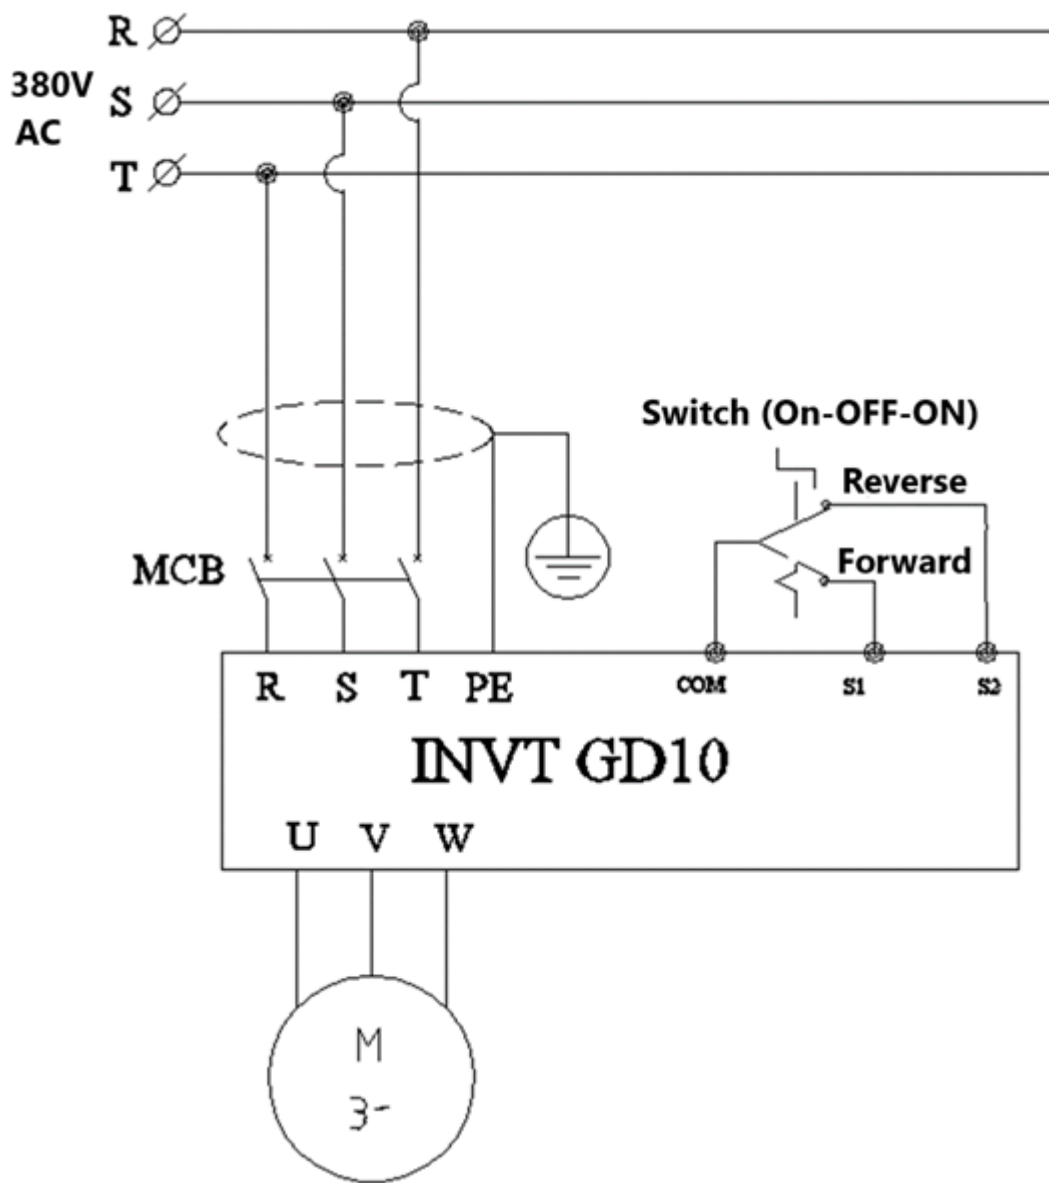 R
380V S
AC
T
Switch (On-OFF-ON)
Reverse
MCB
Forward
R S T PE COM S1 S2
INVT GD10
U V W
M
3~